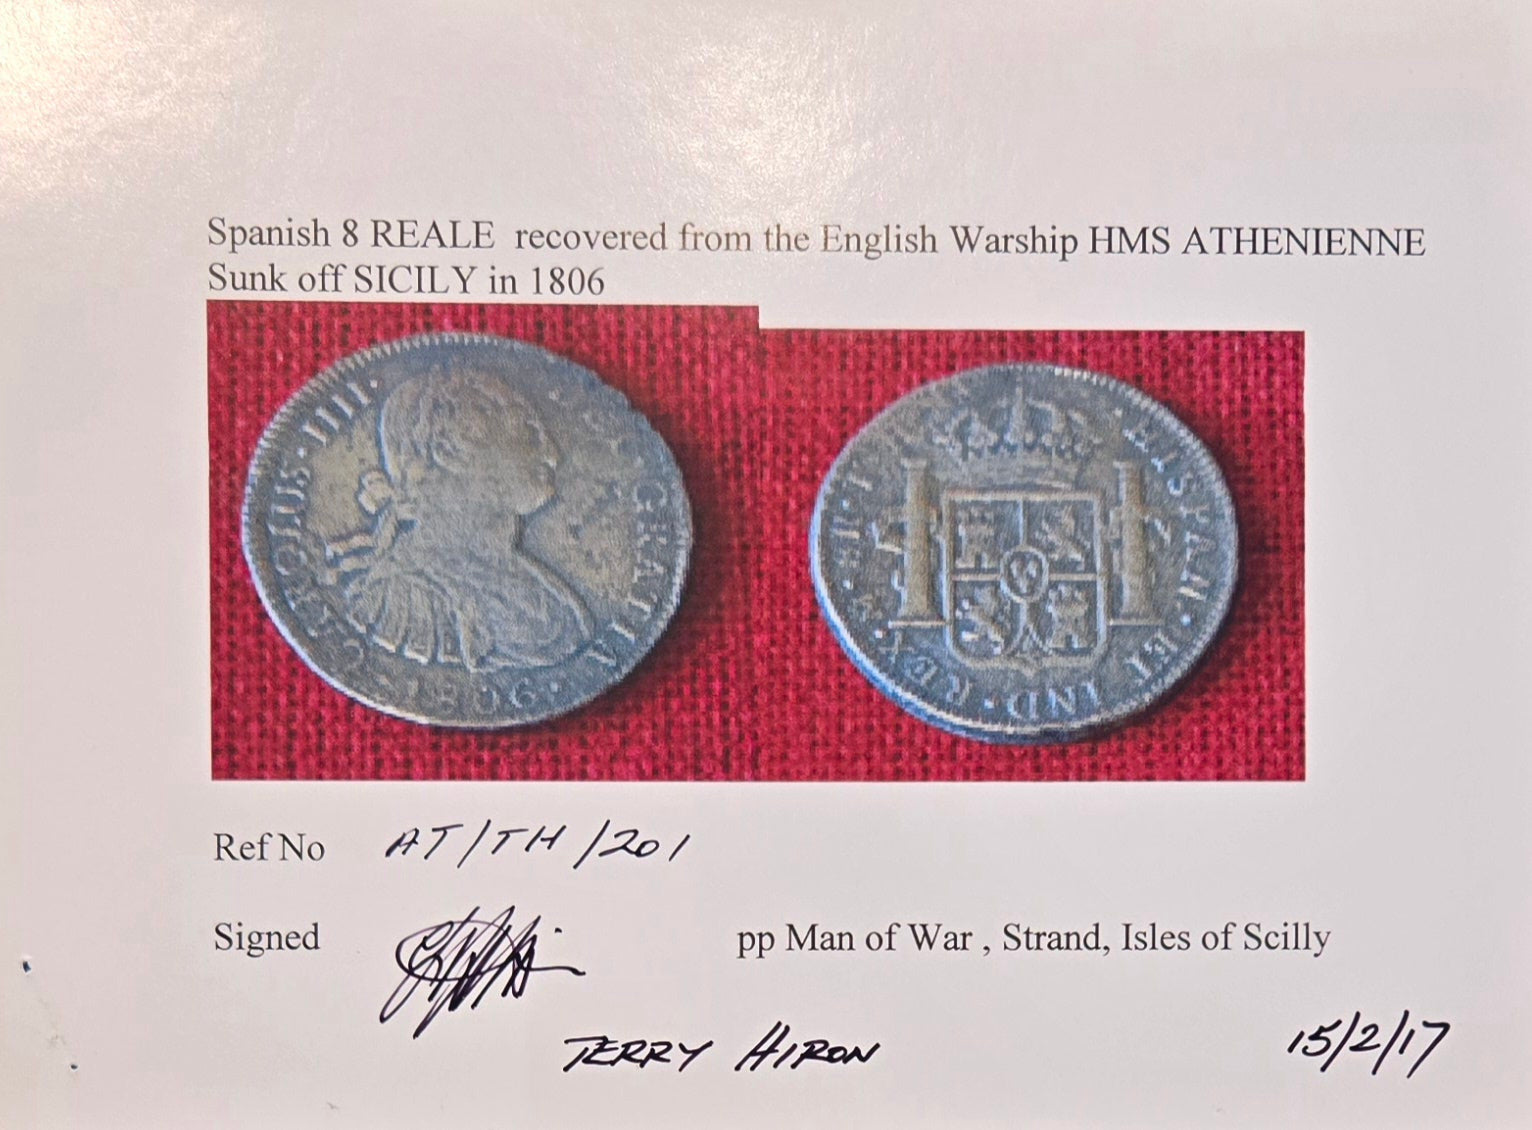 Spanish 8 REALE recovered from the English Warship HMS ATHENIENNE
Sunk off SICILY in 1806
CAROLUS · IIII · GRATIA
· 1806 ·
HISPAN · ET IND · REX ·
Ref No AT/TH/201
Signed pp Man of War , Strand, Isles of Scilly
TERRY HIRON 15/2/17